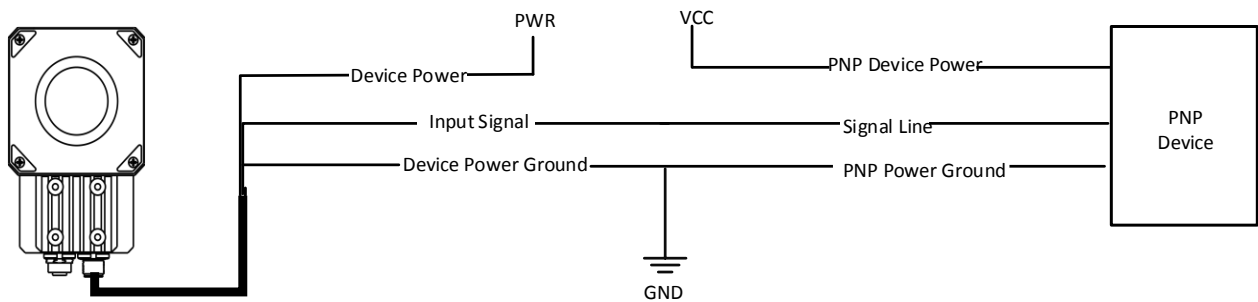 PWR
VCC
Device Power
PNP Device Power
Input Signal
Signal Line
PNP
Device
Device Power Ground
PNP Power Ground
GND